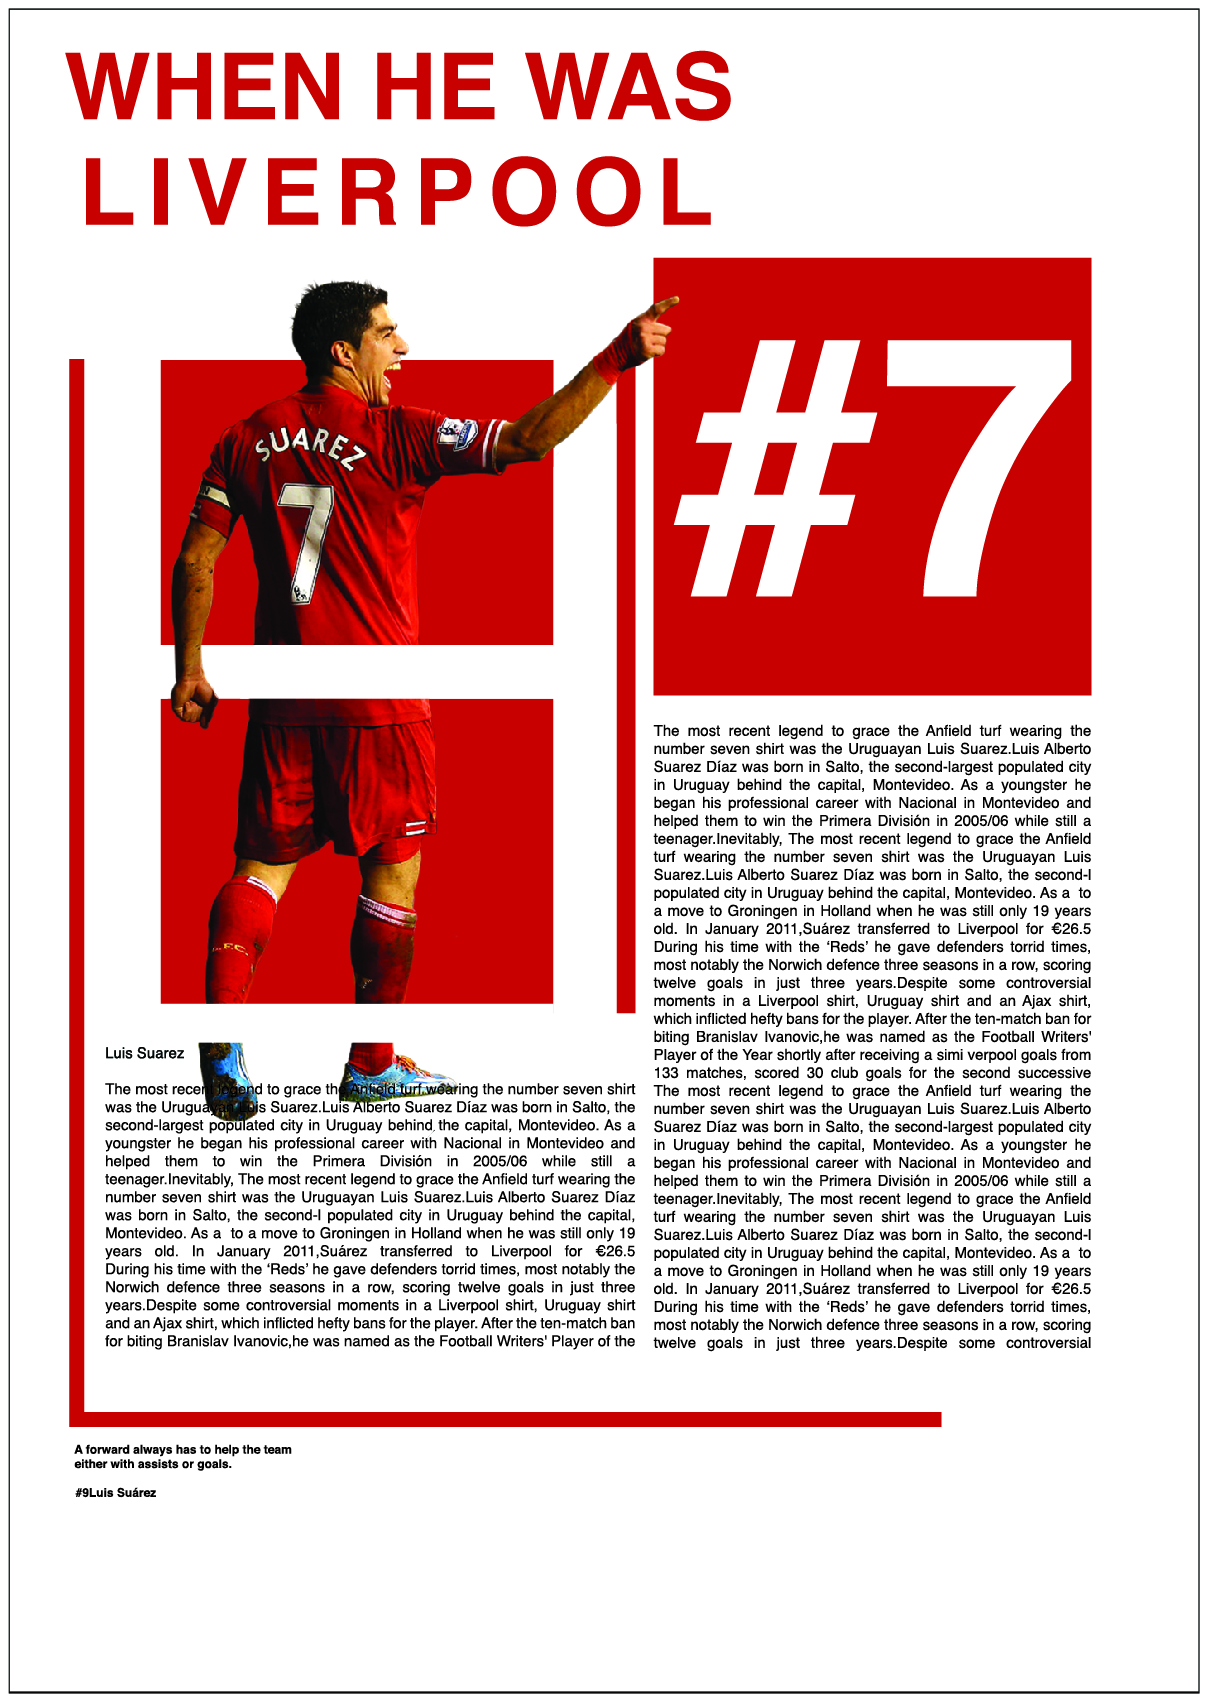 WHEN HE WAS
LIVERPOOL
#7
SUAREZ
7
L.F.C.
Luis Suarez
The most recent legend to grace the Anfield turf wearing the number seven shirt
was the Uruguayan Luis Suarez.Luis Alberto Suarez Díaz was born in Salto, the
second-largest populated city in Uruguay behind the capital, Montevideo. As a
youngster he began his professional career with Nacional in Montevideo and
helped them to win the Primera División in 2005/06 while still a
teenager.Inevitably, The most recent legend to grace the Anfield turf wearing the
number seven shirt was the Uruguayan Luis Suarez.Luis Alberto Suarez Díaz
was born in Salto, the second-l populated city in Uruguay behind the capital,
Montevideo. As a  to a move to Groningen in Holland when he was still only 19
years old. In January 2011,Suárez transferred to Liverpool for €26.5
During his time with the ‘Reds’ he gave defenders torrid times, most notably the
Norwich defence three seasons in a row, scoring twelve goals in just three
years.Despite some controversial moments in a Liverpool shirt, Uruguay shirt
and an Ajax shirt, which inflicted hefty bans for the player. After the ten-match ban
for biting Branislav Ivanovic,he was named as the Football Writers' Player of the
The most recent legend to grace the Anfield turf wearing the
number seven shirt was the Uruguayan Luis Suarez.Luis Alberto
Suarez Díaz was born in Salto, the second-largest populated city
in Uruguay behind the capital, Montevideo. As a youngster he
began his professional career with Nacional in Montevideo and
helped them to win the Primera División in 2005/06 while still a
teenager.Inevitably, The most recent legend to grace the Anfield
turf wearing the number seven shirt was the Uruguayan Luis
Suarez.Luis Alberto Suarez Díaz was born in Salto, the second-l
populated city in Uruguay behind the capital, Montevideo. As a  to
a move to Groningen in Holland when he was still only 19 years
old. In January 2011,Suárez transferred to Liverpool for €26.5
During his time with the ‘Reds’ he gave defenders torrid times,
most notably the Norwich defence three seasons in a row, scoring
twelve goals in just three years.Despite some controversial
moments in a Liverpool shirt, Uruguay shirt and an Ajax shirt,
which inflicted hefty bans for the player. After the ten-match ban for
biting Branislav Ivanovic,he was named as the Football Writers'
Player of the Year shortly after receiving a simi verpool goals from
133 matches, scored 30 club goals for the second successive
The most recent legend to grace the Anfield turf wearing the
number seven shirt was the Uruguayan Luis Suarez.Luis Alberto
Suarez Díaz was born in Salto, the second-largest populated city
in Uruguay behind the capital, Montevideo. As a youngster he
began his professional career with Nacional in Montevideo and
helped them to win the Primera División in 2005/06 while still a
teenager.Inevitably, The most recent legend to grace the Anfield
turf wearing the number seven shirt was the Uruguayan Luis
Suarez.Luis Alberto Suarez Díaz was born in Salto, the second-l
populated city in Uruguay behind the capital, Montevideo. As a  to
a move to Groningen in Holland when he was still only 19 years
old. In January 2011,Suárez transferred to Liverpool for €26.5
During his time with the ‘Reds’ he gave defenders torrid times,
most notably the Norwich defence three seasons in a row, scoring
twelve goals in just three years.Despite some controversial
A forward always has to help the team
either with assists or goals.
#9Luis Suárez